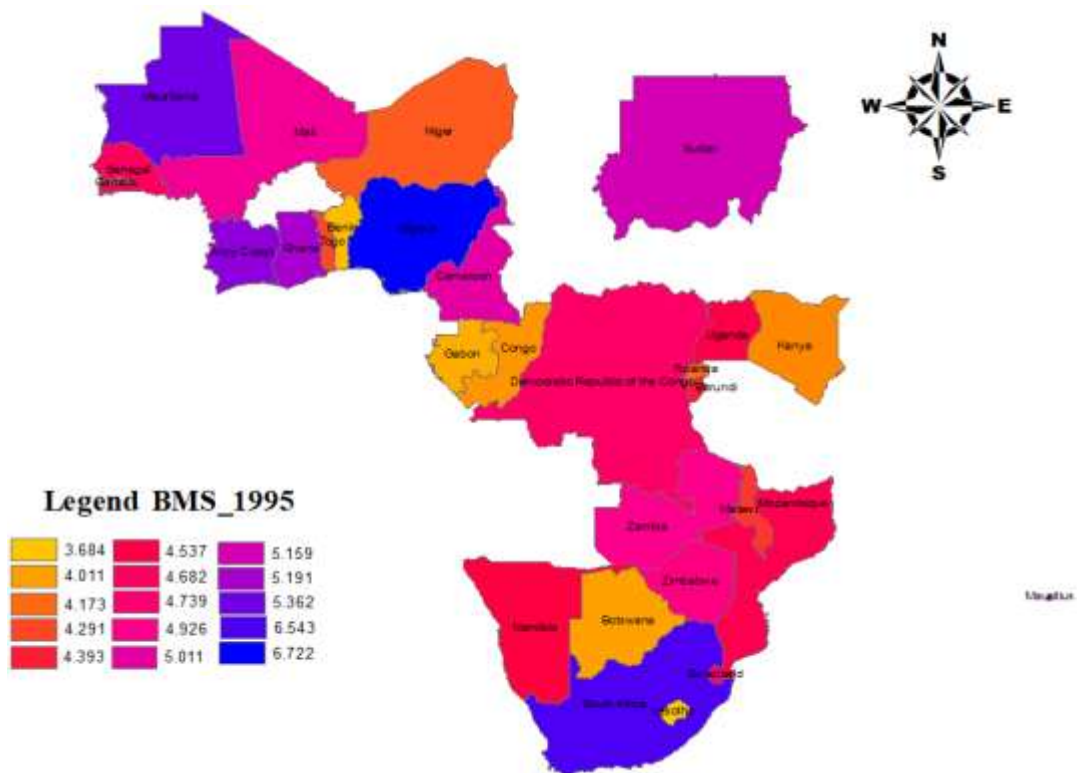 N
W E
S
Mauritania
Mali
Niger
Sudan
Senegal
Gambia
Benin
Togo
Nigeria
Ivory Coast
Ghana
Cameroon
Uganda
Kenya
Gabon
Congo
Rwanda
Democratic Republic of the Congo
Burundi
Legend BMS_1995
3.684 4.537 5.159
4.011 4.682 5.191
4.173 4.739 5.362
4.291 4.926 6.543
4.393 5.011 6.722
Malawi
Mozambique
Zambia
Zimbabwe
Mauritius
Namibia
Botswana
Swaziland
South Africa
Lesotho